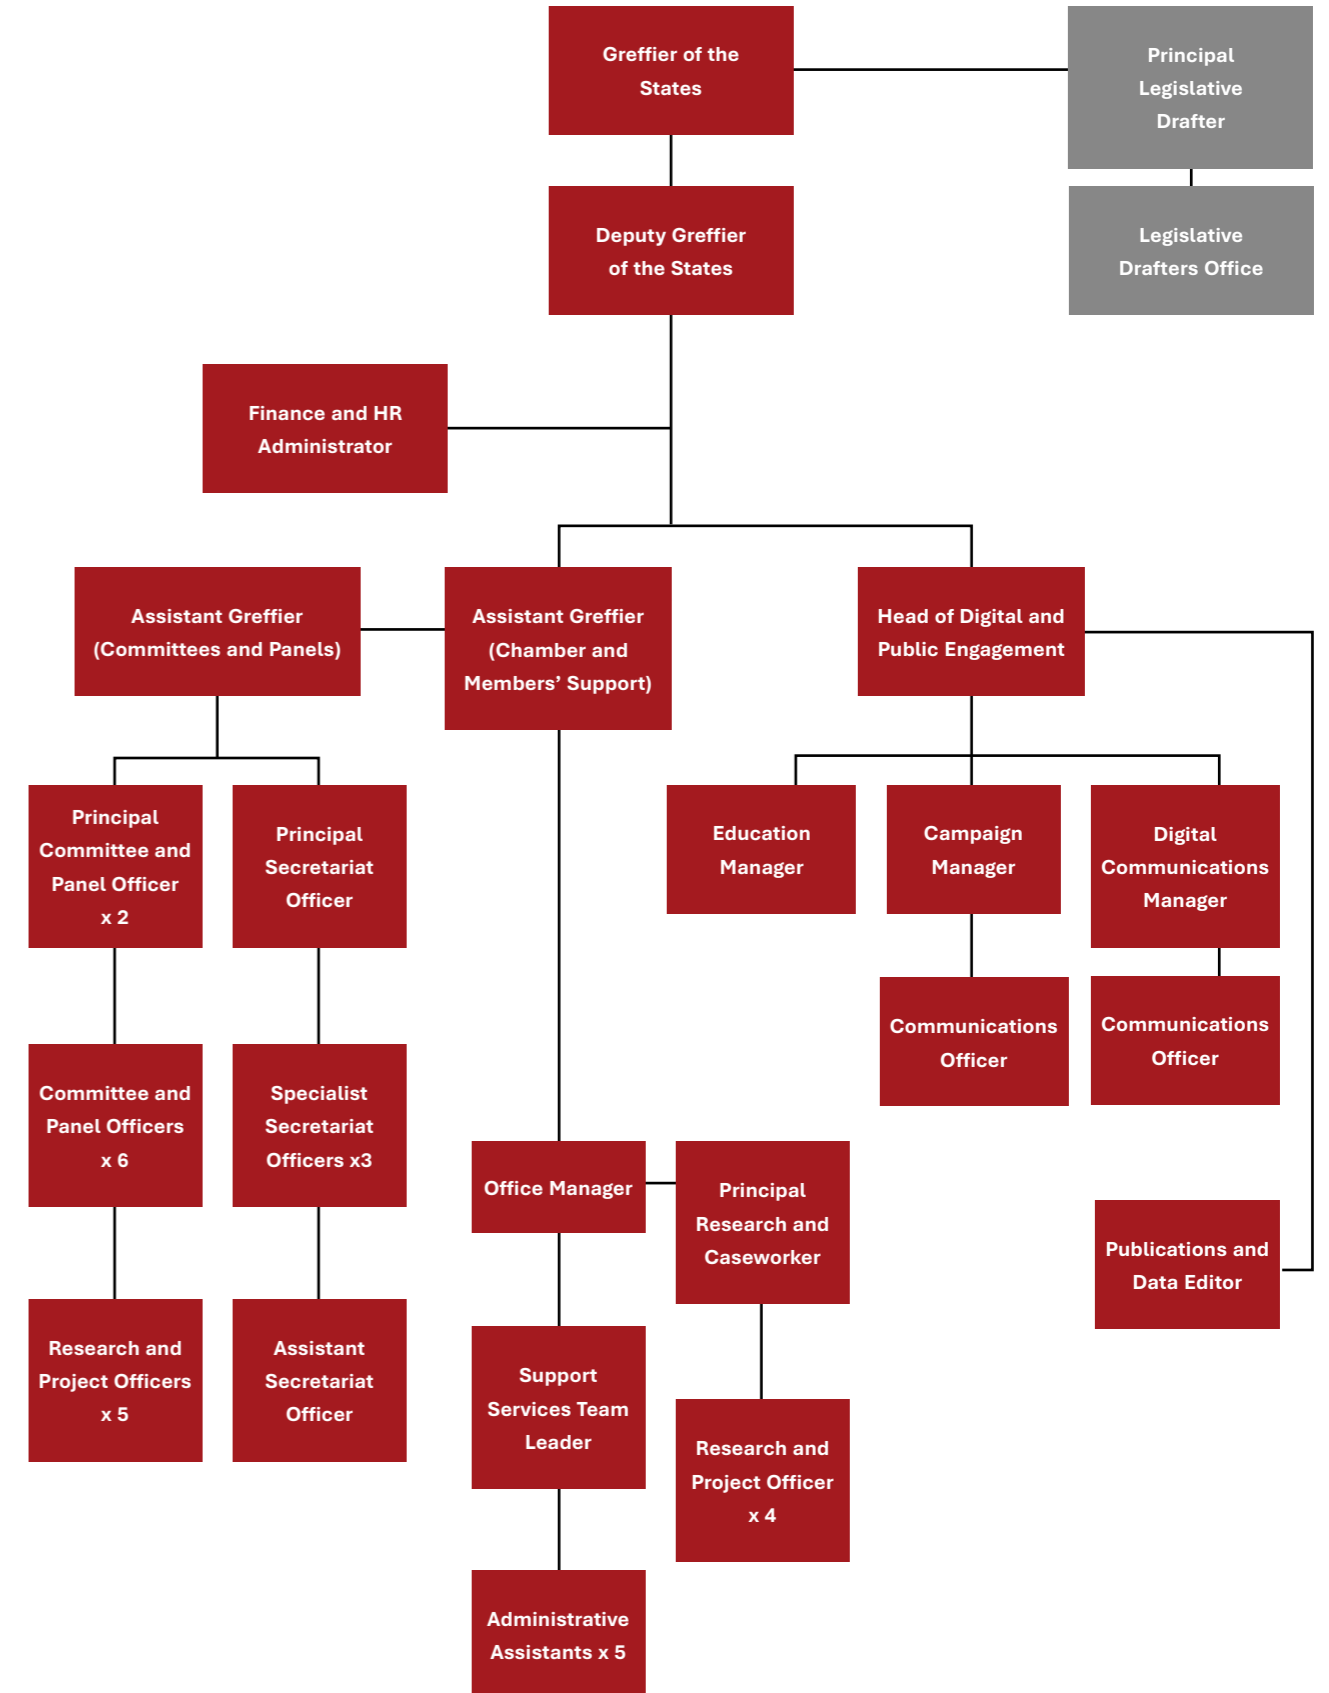 Greffier of the
States
Principal
Legislative
Drafter
Deputy Greffier
of the States
Legislative
Drafters Office
Finance and HR
Administrator
Assistant Greffier
(Committees and Panels)
Assistant Greffier
(Chamber and
Members’ Support)
Head of Digital and
Public Engagement
Principal
Committee and
Panel Officer
x 2
Principal
Secretariat
Officer
Education
Manager
Campaign
Manager
Digital
Communications
Manager
Communications
Officer
Communications
Officer
Committee and
Panel Officers
x 6
Specialist
Secretariat
Officers x3
Office Manager
Principal
Research and
Caseworker
Publications and
Data Editor
Research and
Project Officers
x 5
Assistant
Secretariat
Officer
Support
Services Team
Leader
Research and
Project Officer
x 4
Administrative
Assistants x 5